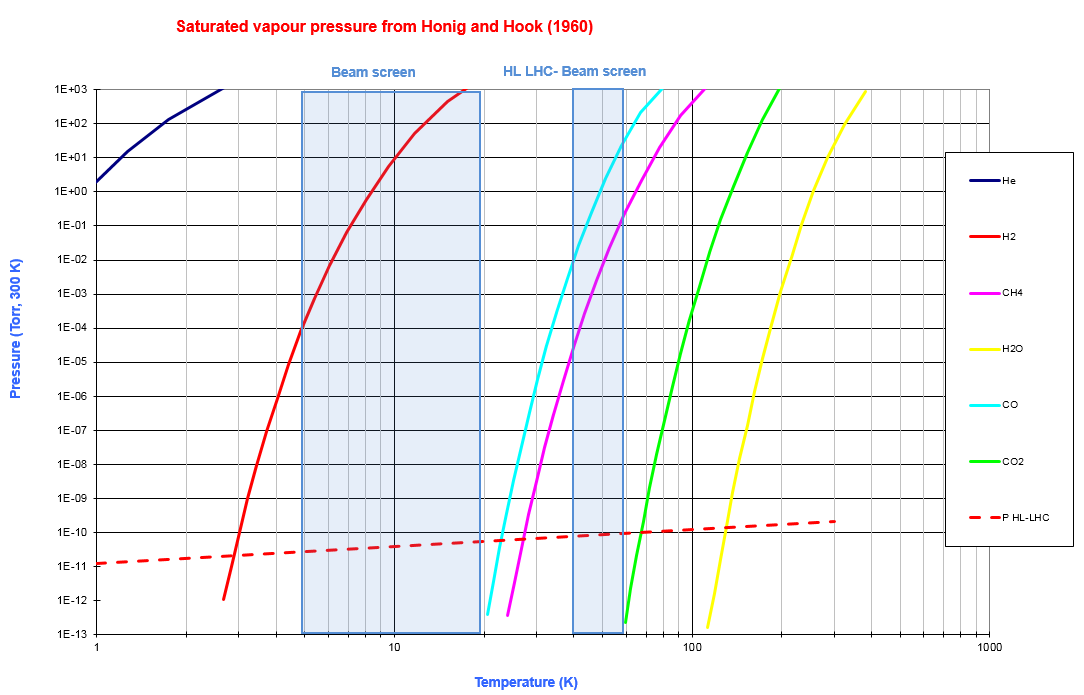 Saturated vapour pressure from Honig and Hook (1960)
Beam screen
HL LHC- Beam screen
1E+03
1E+02
1E+01
1E+00
1E-01
1E-02
1E-03
1E-04
1E-05
1E-06
1E-07
1E-08
1E-09
1E-10
1E-11
1E-12
1E-13
Pressure (Torr, 300 K)
1
10
100
1000
Temperature (K)
He
H2
CH4
H2O
CO
CO2
P HL-LHC